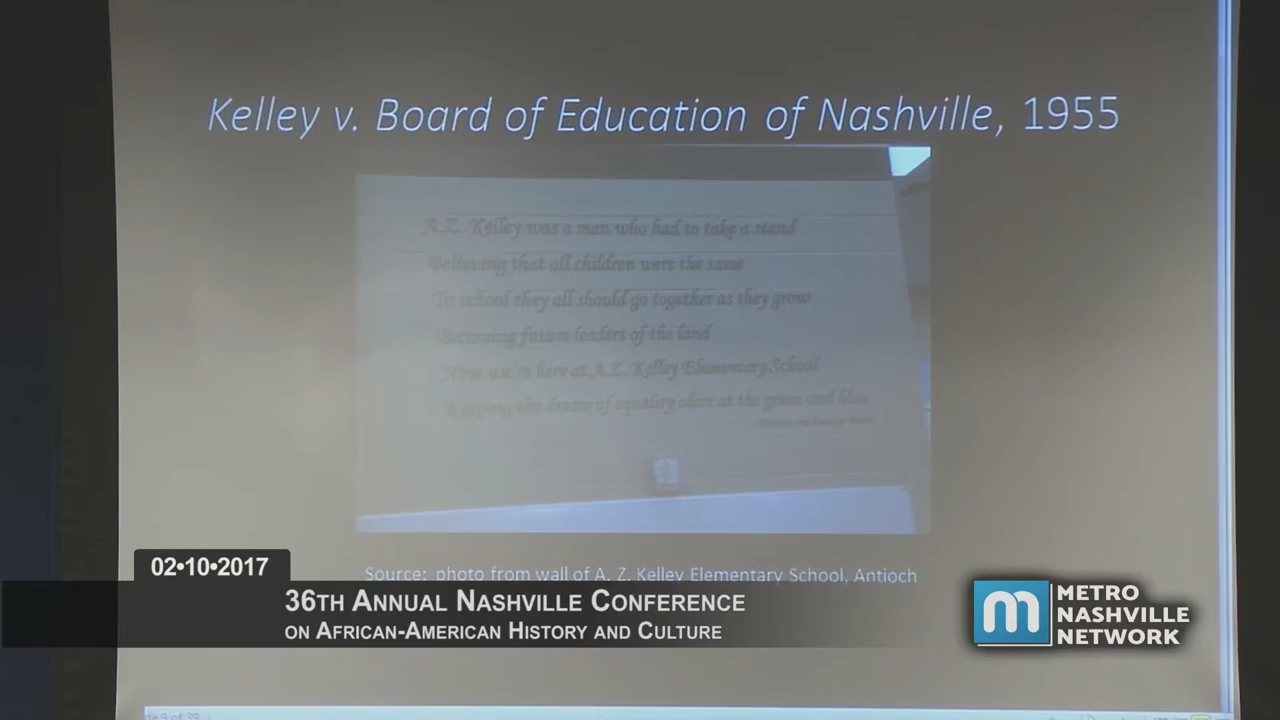 Kelley v. Board of Education of Nashville, 1955
A.Z. Kelley was a man who had to take a stand
Believing that all children were the same
To school they all should go together as they grow
Becoming future leaders of the land
Now we're here at A.Z. Kelley Elementary School
Keeping the dream of equality alive at the green and blue
Source: photo from wall of A. Z. Kelley Elementary School, Antioch
02•10•2017
36TH ANNUAL NASHVILLE CONFERENCE
ON AFRICAN-AMERICAN HISTORY AND CULTURE
m METRO
NASHVILLE
NETWORK
9 of 39